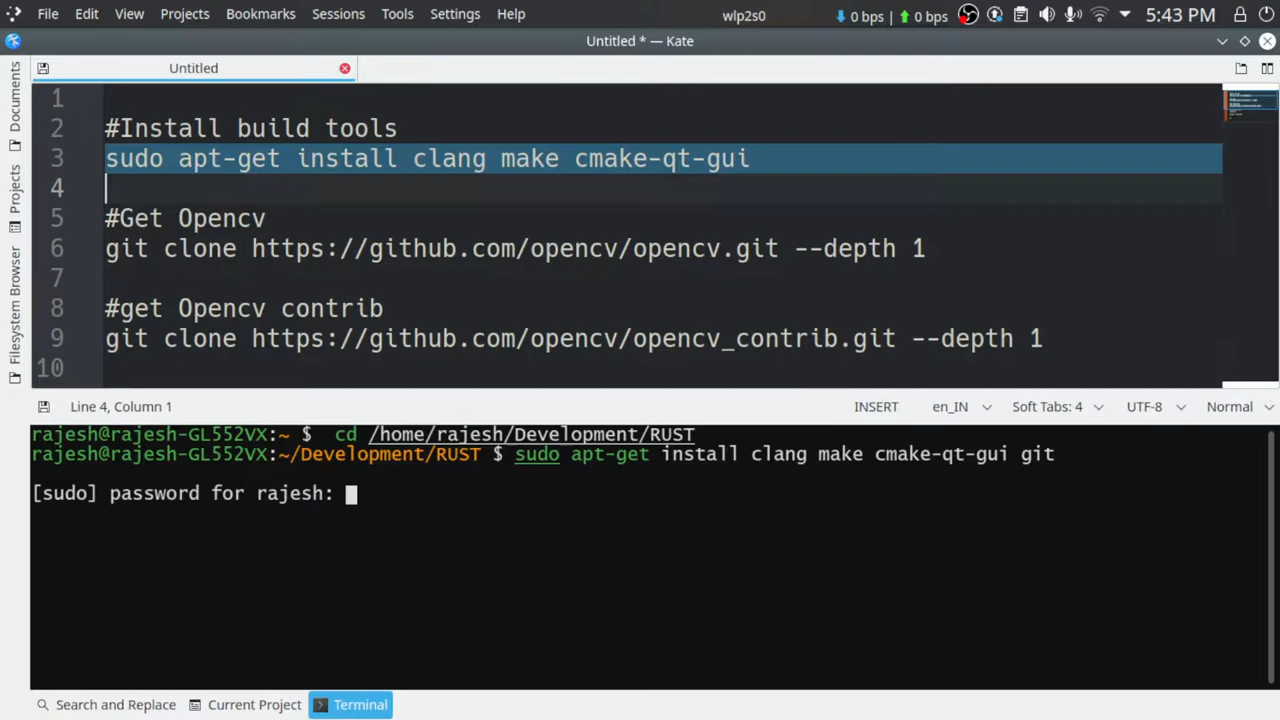 File Edit View Projects Bookmarks Sessions Tools Settings Help wlp2s0 0 bps | 0 bps 5:43 PM
Untitled * — Kate
Untitled
Documents
Projects
Filesystem Browser
1
2 #Install build tools
3 sudo apt-get install clang make cmake-qt-gui
4
5 #Get Opencv
6 git clone https://github.com/opencv/opencv.git --depth 1
7
8 #get Opencv contrib
9 git clone https://github.com/opencv/opencv_contrib.git --depth 1
10
Line 4, Column 1 INSERT en_IN Soft Tabs: 4 UTF-8 Normal
rajesh@rajesh-GL552VX:~ $  cd /home/rajesh/Development/RUST
rajesh@rajesh-GL552VX:~/Development/RUST $ sudo apt-get install clang make cmake-qt-gui git
[sudo] password for rajesh:
Search and Replace Current Project Terminal